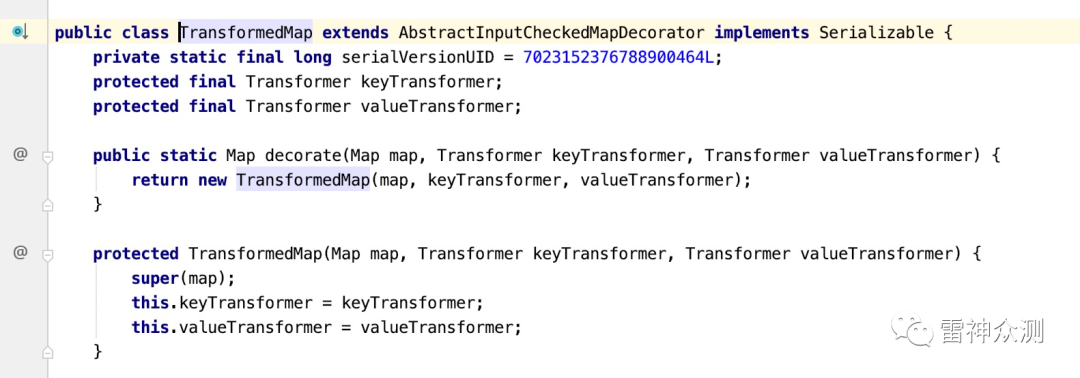 public class TransformedMap extends AbstractInputCheckedMapDecorator implements Serializable {
    private static final long serialVersionUID = 7023152376788900464L;
    protected final Transformer keyTransformer;
    protected final Transformer valueTransformer;
@
    public static Map decorate(Map map, Transformer keyTransformer, Transformer valueTransformer) {
        return new TransformedMap(map, keyTransformer, valueTransformer);
    }
@
    protected TransformedMap(Map map, Transformer keyTransformer, Transformer valueTransformer) {
        super(map);
        this.keyTransformer = keyTransformer;
        this.valueTransformer = valueTransformer;
    }
雷神众测